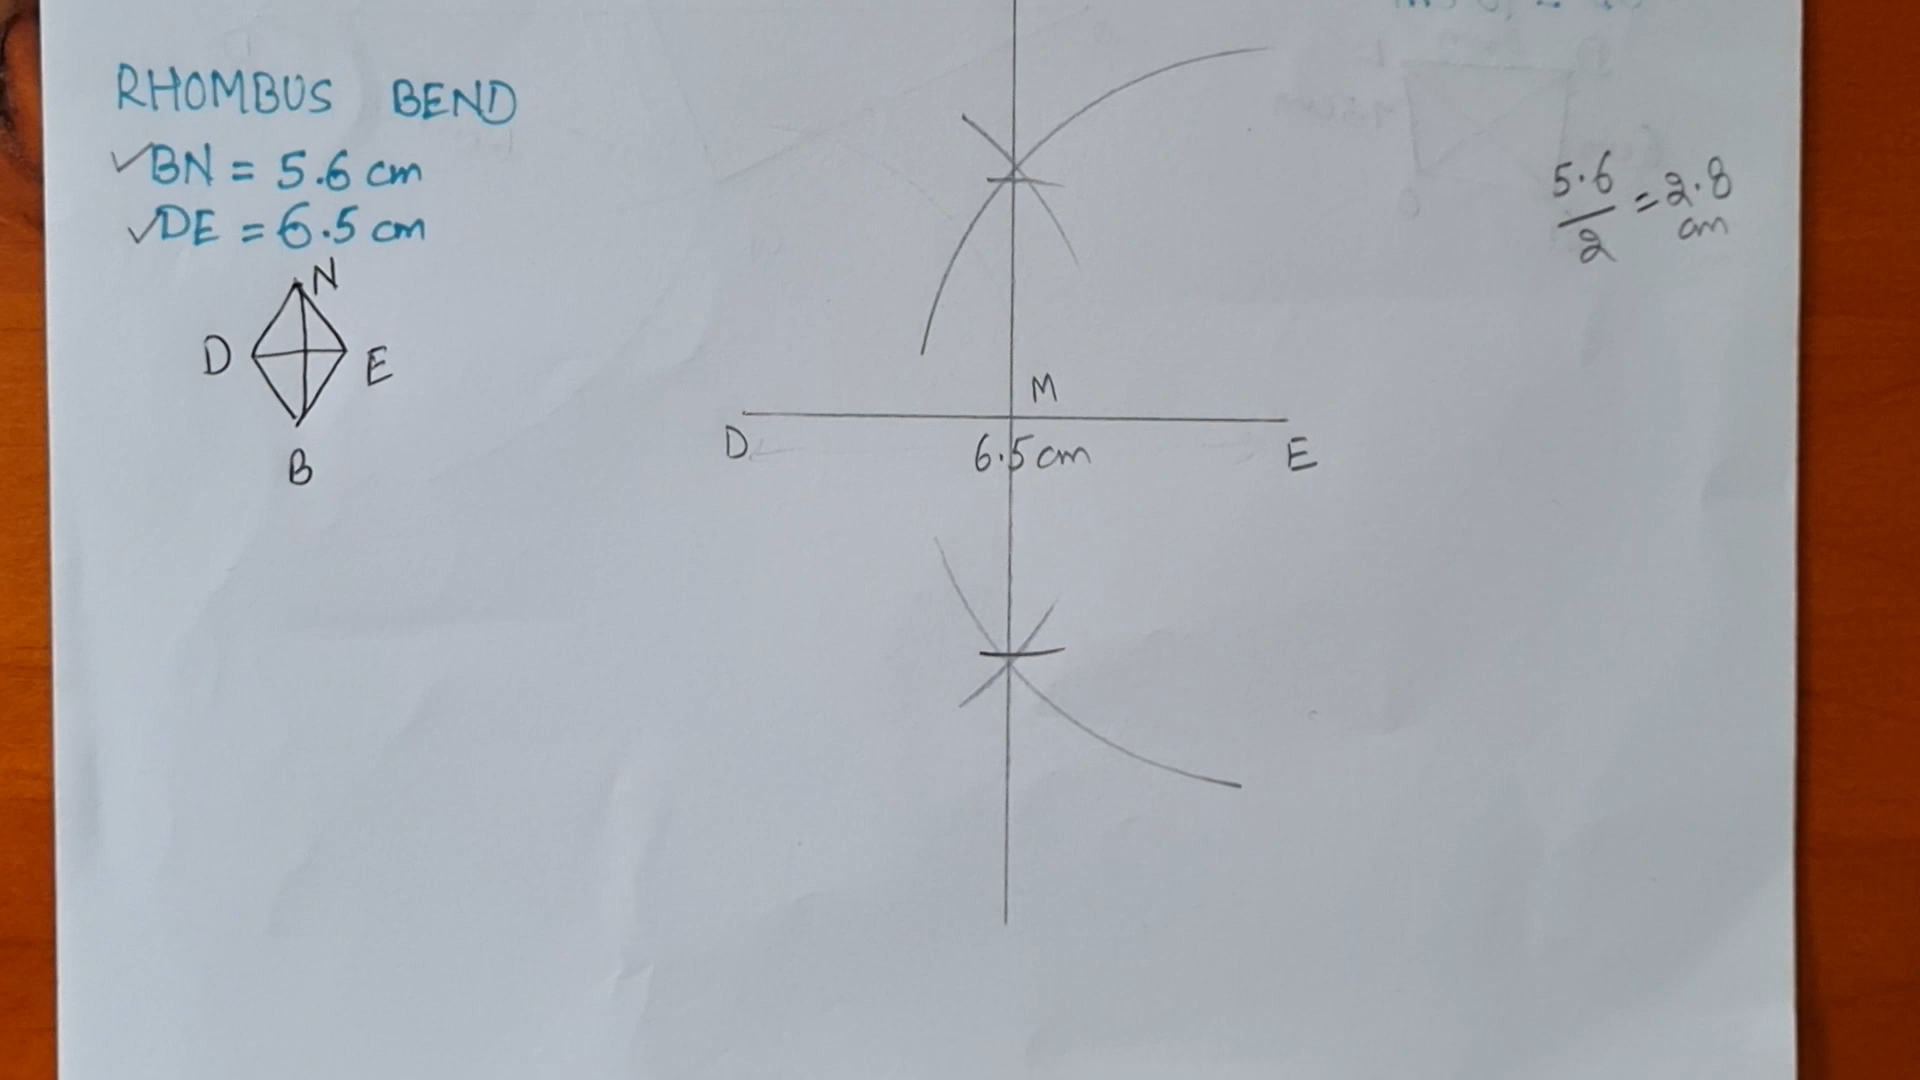 RHOMBUS BEND
✓BN = 5.6 cm
✓DE = 6.5 cm
N
D
E
B
M
D
E
6.5 cm
5.6/2 = 2.8 cm